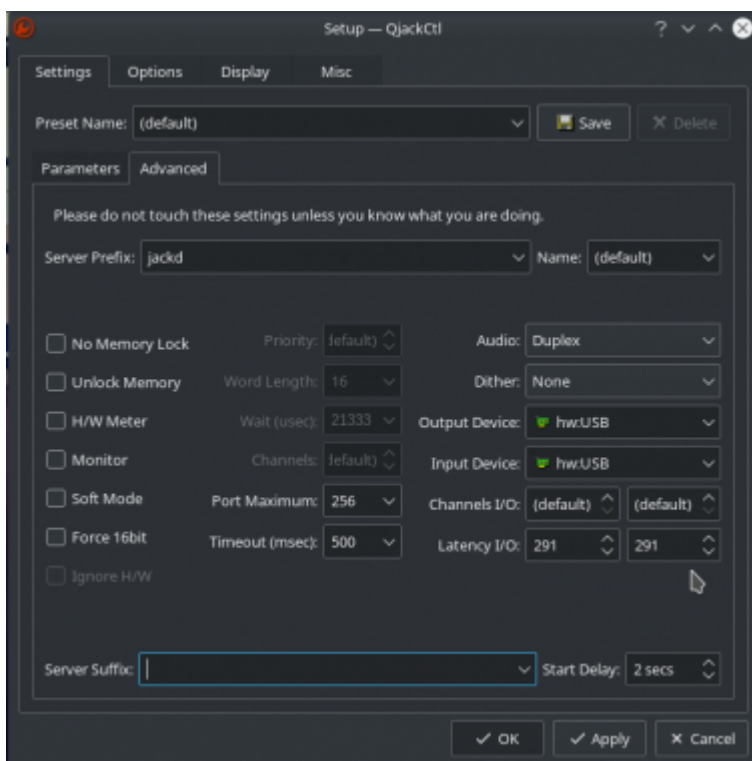 Setup — QjackCtl
Settings Options Display Misc
Preset Name: (default) Save Delete
Parameters Advanced
Please do not touch these settings unless you know what you are doing.
Server Prefix: jackd Name: (default)
No Memory Lock Priority: default) Audio: Duplex
Unlock Memory Word Length: 16 Dither: None
H/W Meter Wait (usec): 21333 Output Device: hw:USB
Monitor Channels: default) Input Device: hw:USB
Soft Mode Port Maximum: 256 Channels I/O: (default) (default)
Force 16bit Timeout (msec): 500 Latency I/O: 291 291
Ignore H/W
Server Suffix: Start Delay: 2 secs
OK Apply Cancel